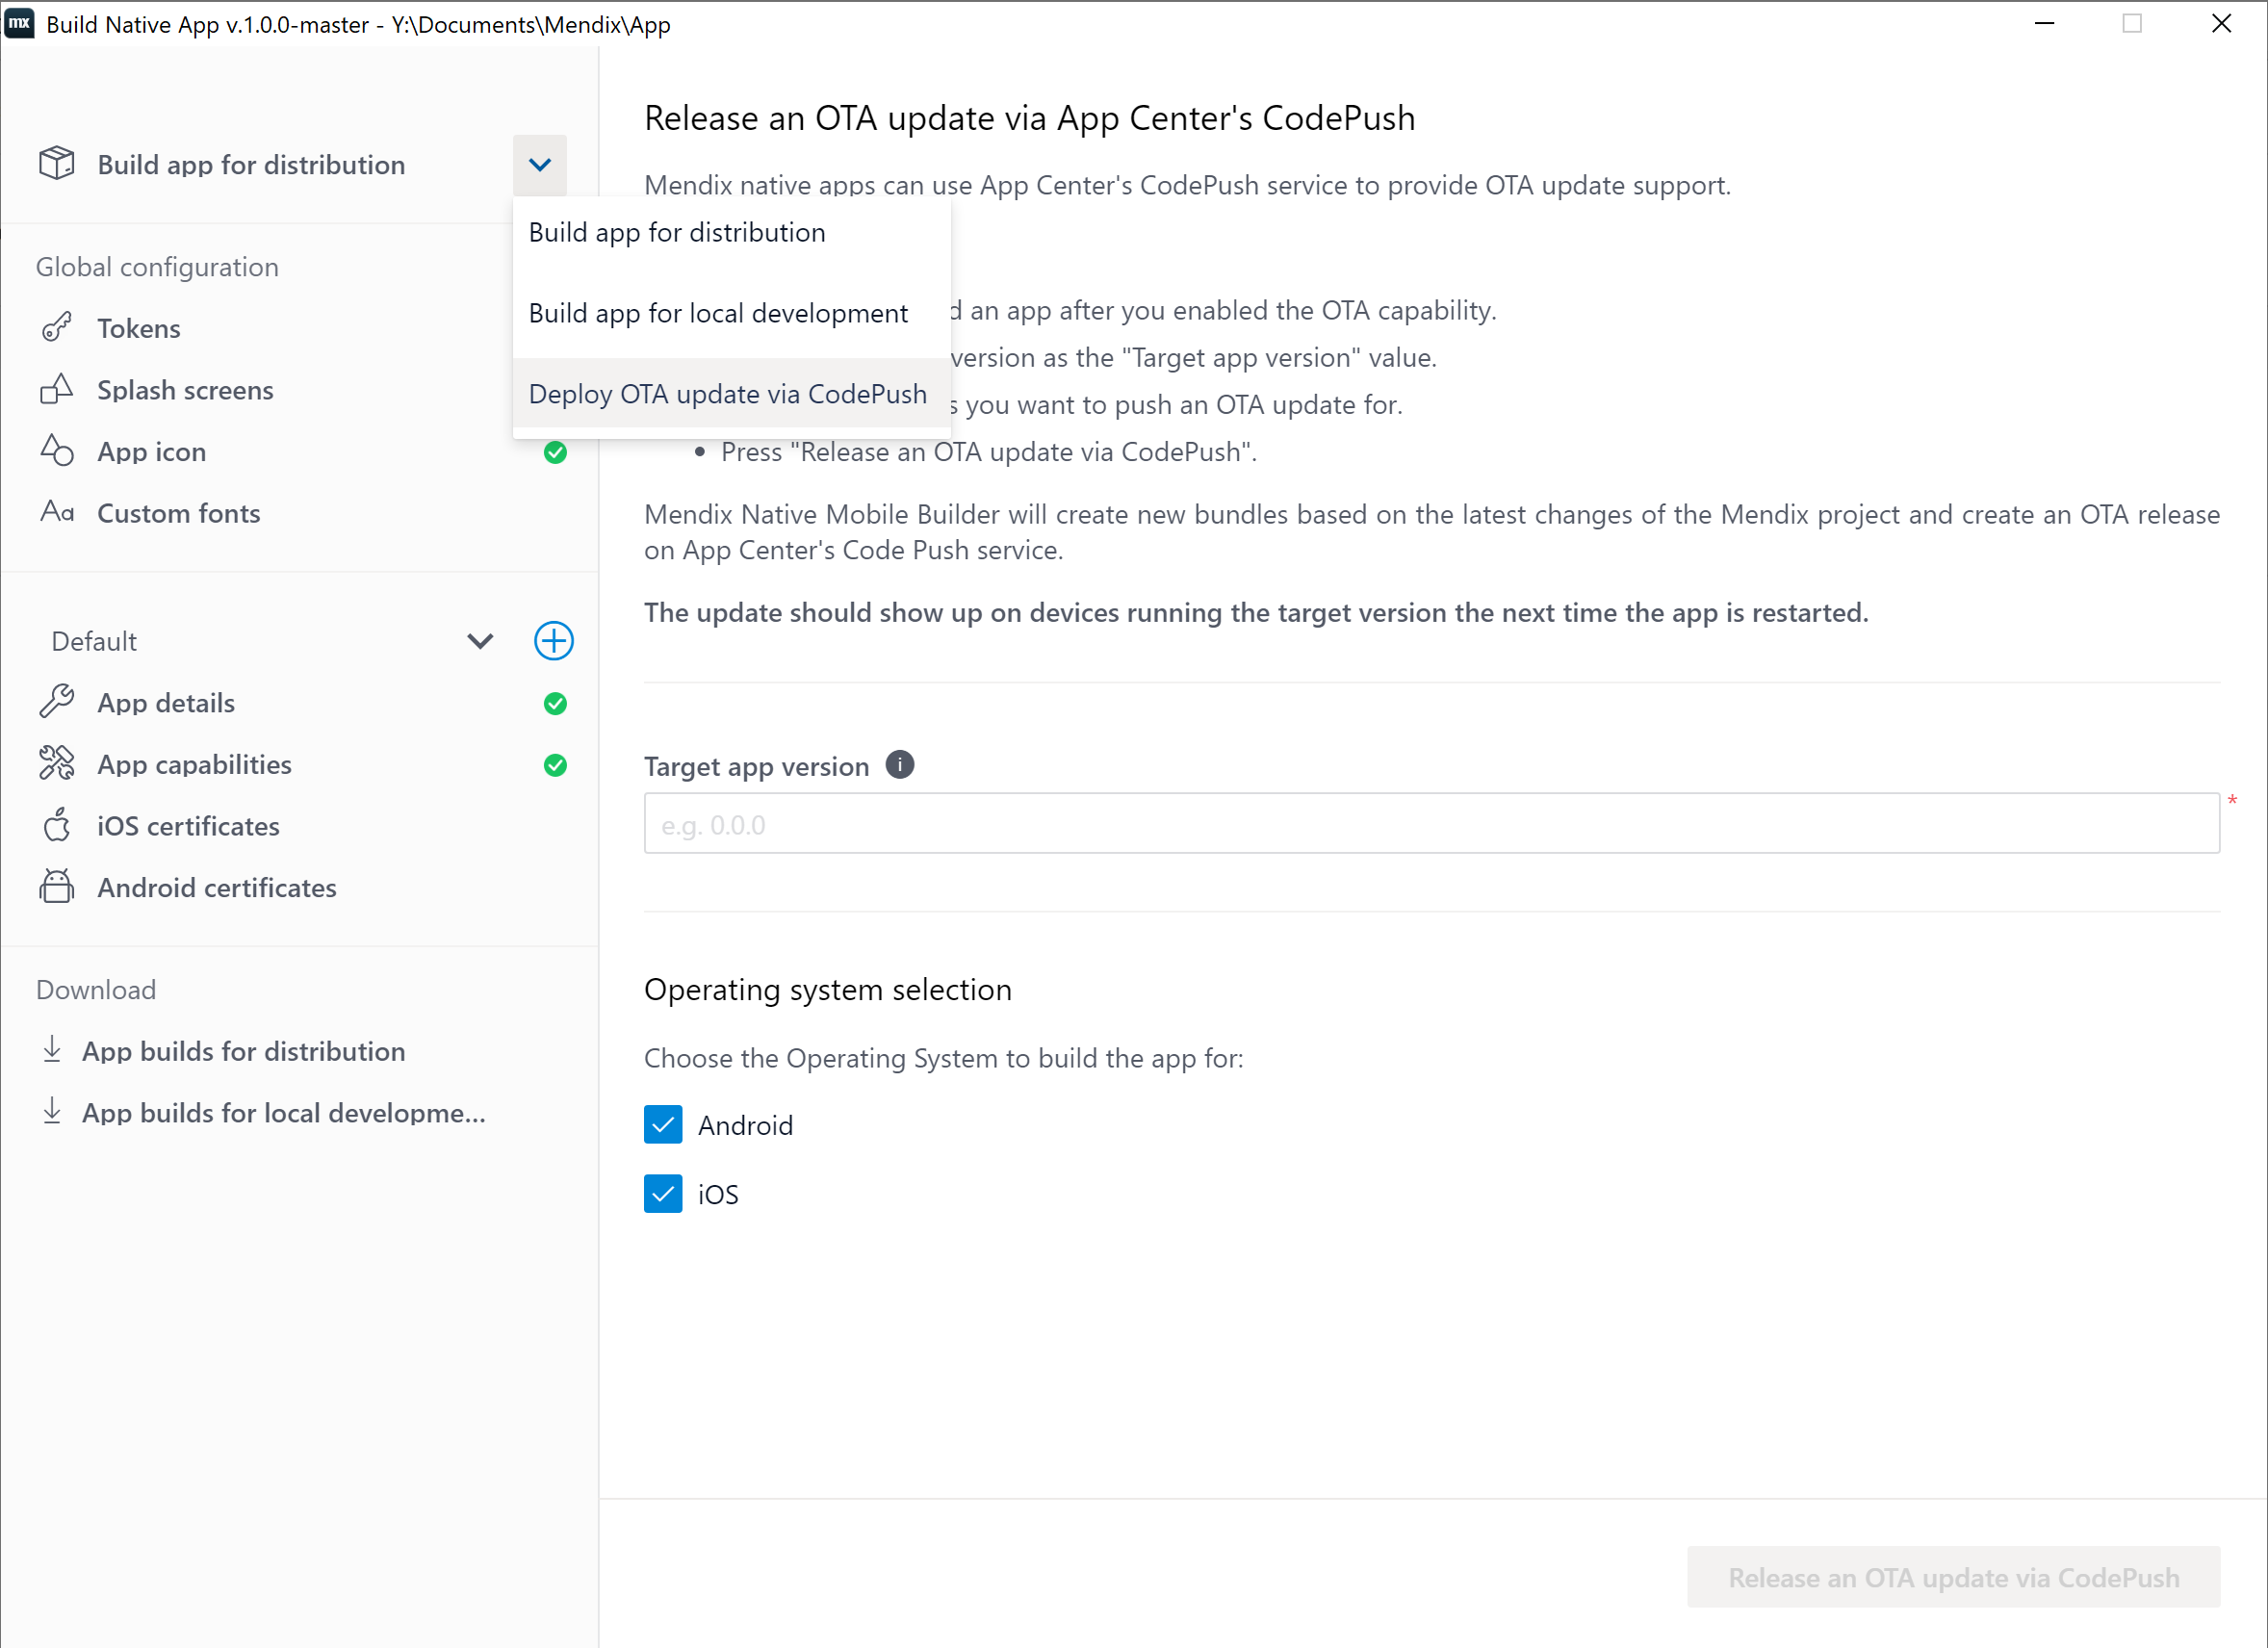 mx Build Native App v.1.0.0-master - Y:\Documents\Mendix\App
Build app for distribution
Build app for distribution
Build app for local development
Deploy OTA update via CodePush
Global configuration
Tokens
Splash screens
App icon
Custom fonts
Default
App details
App capabilities
iOS certificates
Android certificates
Download
App builds for distribution
App builds for local developme...
Release an OTA update via App Center's CodePush
Mendix native apps can use App Center's CodePush service to provide OTA update support.
an app after you enabled the OTA capability.
version as the "Target app version" value.
you want to push an OTA update for.
• Press "Release an OTA update via CodePush".
Mendix Native Mobile Builder will create new bundles based on the latest changes of the Mendix project and create an OTA release
on App Center's Code Push service.
The update should show up on devices running the target version the next time the app is restarted.
Target app version i
e.g. 0.0.0
*
Operating system selection
Choose the Operating System to build the app for:
Android
iOS
Release an OTA update via CodePush